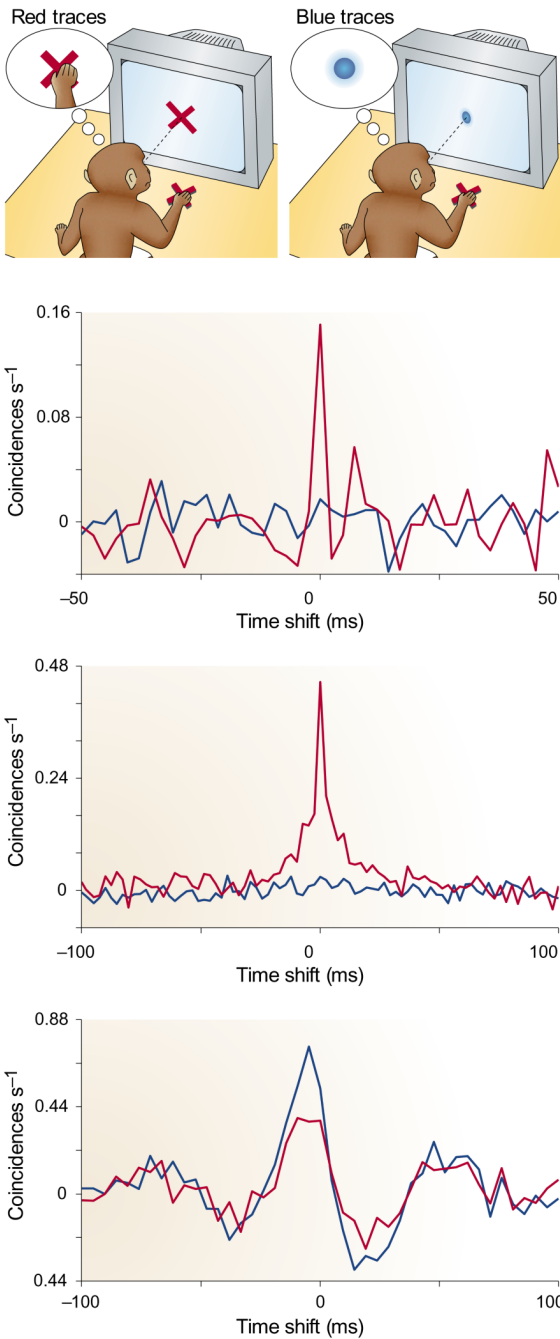 Red traces
Blue traces
0.16
0.08
0
Coincidences s–1
–50
0
50
Time shift (ms)
0.48
0.24
0
Coincidences s–1
–100
0
100
Time shift (ms)
0.88
0.44
0
0.44
Coincidences s–1
–100
0
100
Time shift (ms)